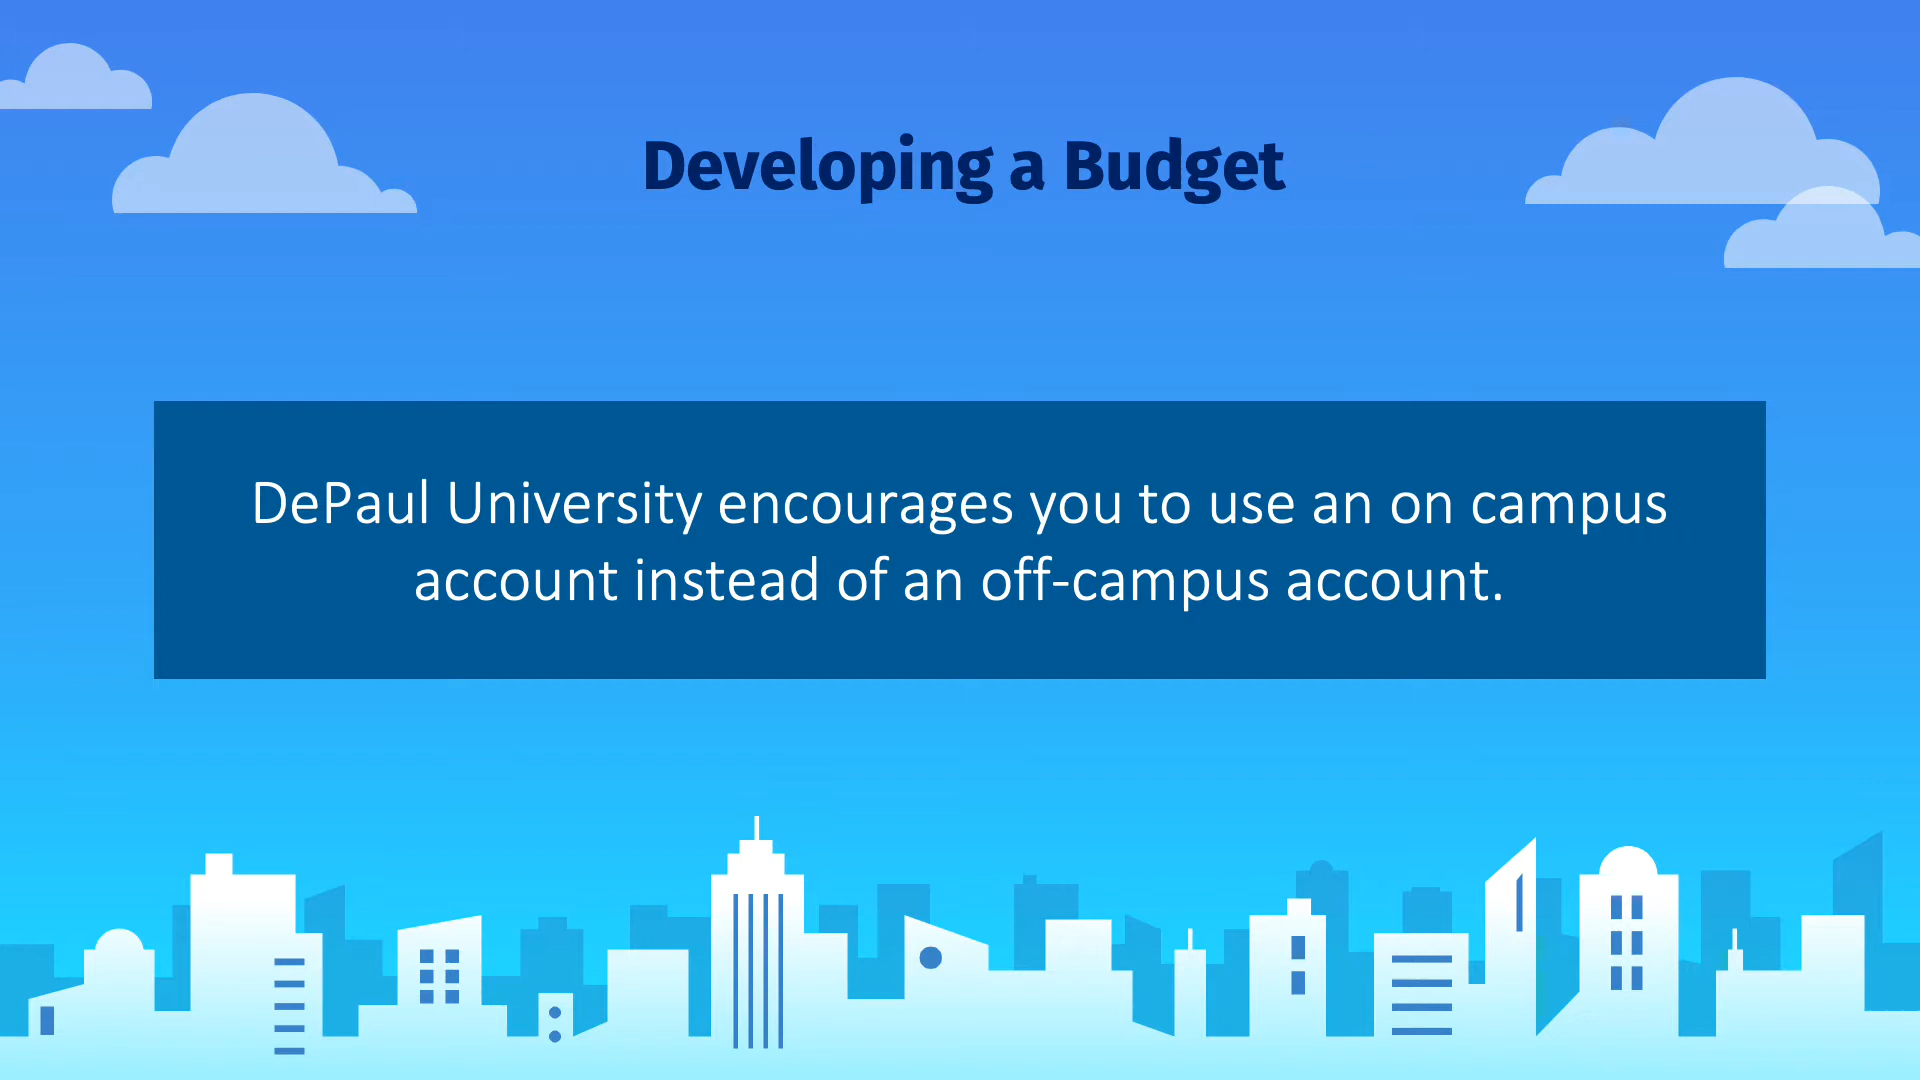 Developing a Budget
DePaul University encourages you to use an on campus
account instead of an off-campus account.